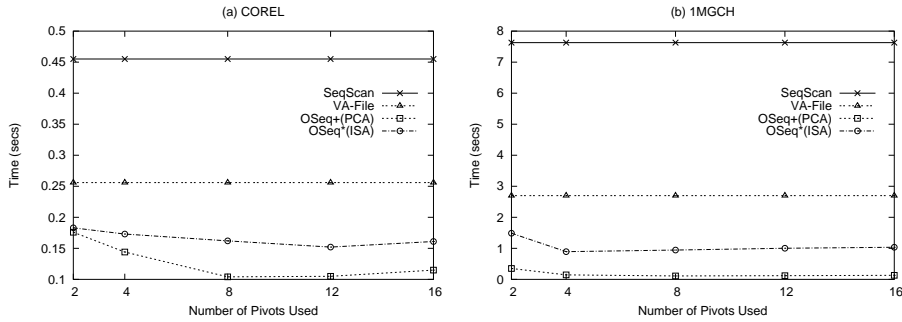 (a) COREL
0.5
0.45
0.4
0.35
0.3
0.25
0.2
0.15
0.1
Time (secs)
SeqScan
VA-File
OSeq+(PCA)
OSeq*(ISA)
2 4 8 12 16
Number of Pivots Used
(b) 1MGCH
8
7
6
5
4
3
2
1
0
Time (secs)
SeqScan
VA-File
OSeq+(PCA)
OSeq*(ISA)
2 4 8 12 16
Number of Pivots Used